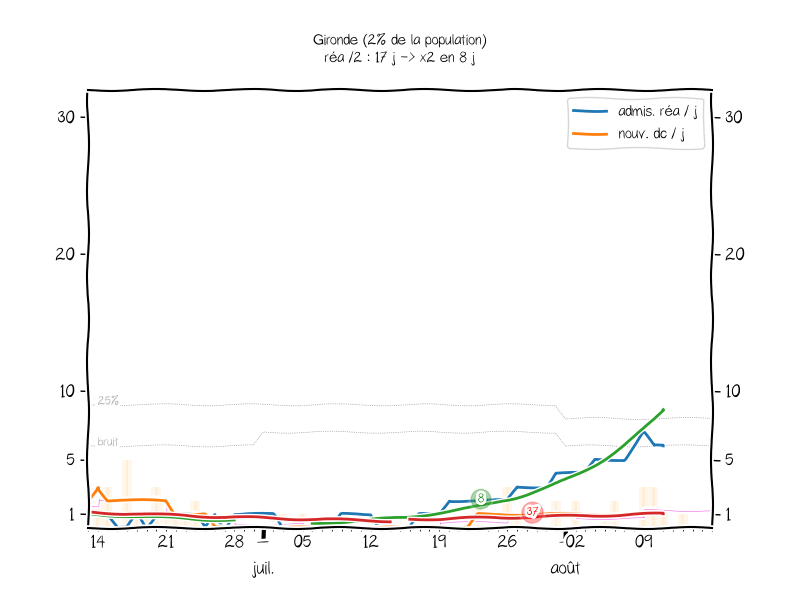 Gironde (2% de la population)
réa /2 : 17 j -> x2 en 8 j
admis. réa / j
nouv. dc / j
30
30
20
20
10
10
25%
bruit
5
5
8
37
1
1
14 21 28 05 12 19 26 02 09
juil. août